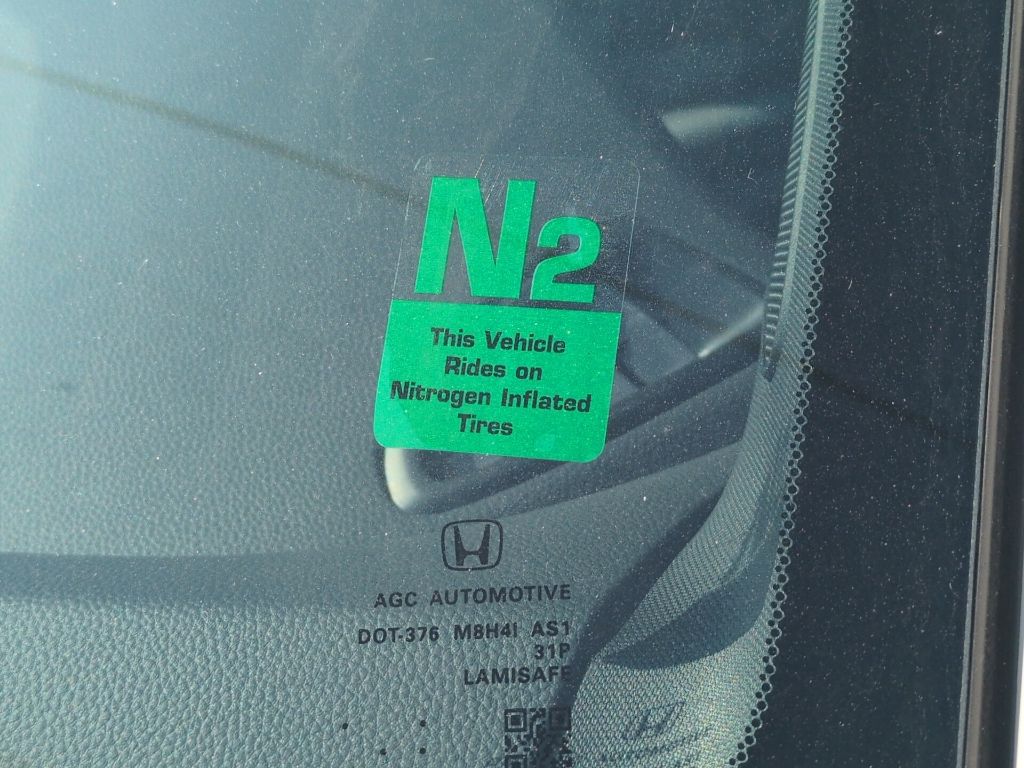 N2
This Vehicle
Rides on
Nitrogen Inflated
Tires
AGC AUTOMOTIVE
DOT-376 M8H4I AS1
31P
LAMISAFE